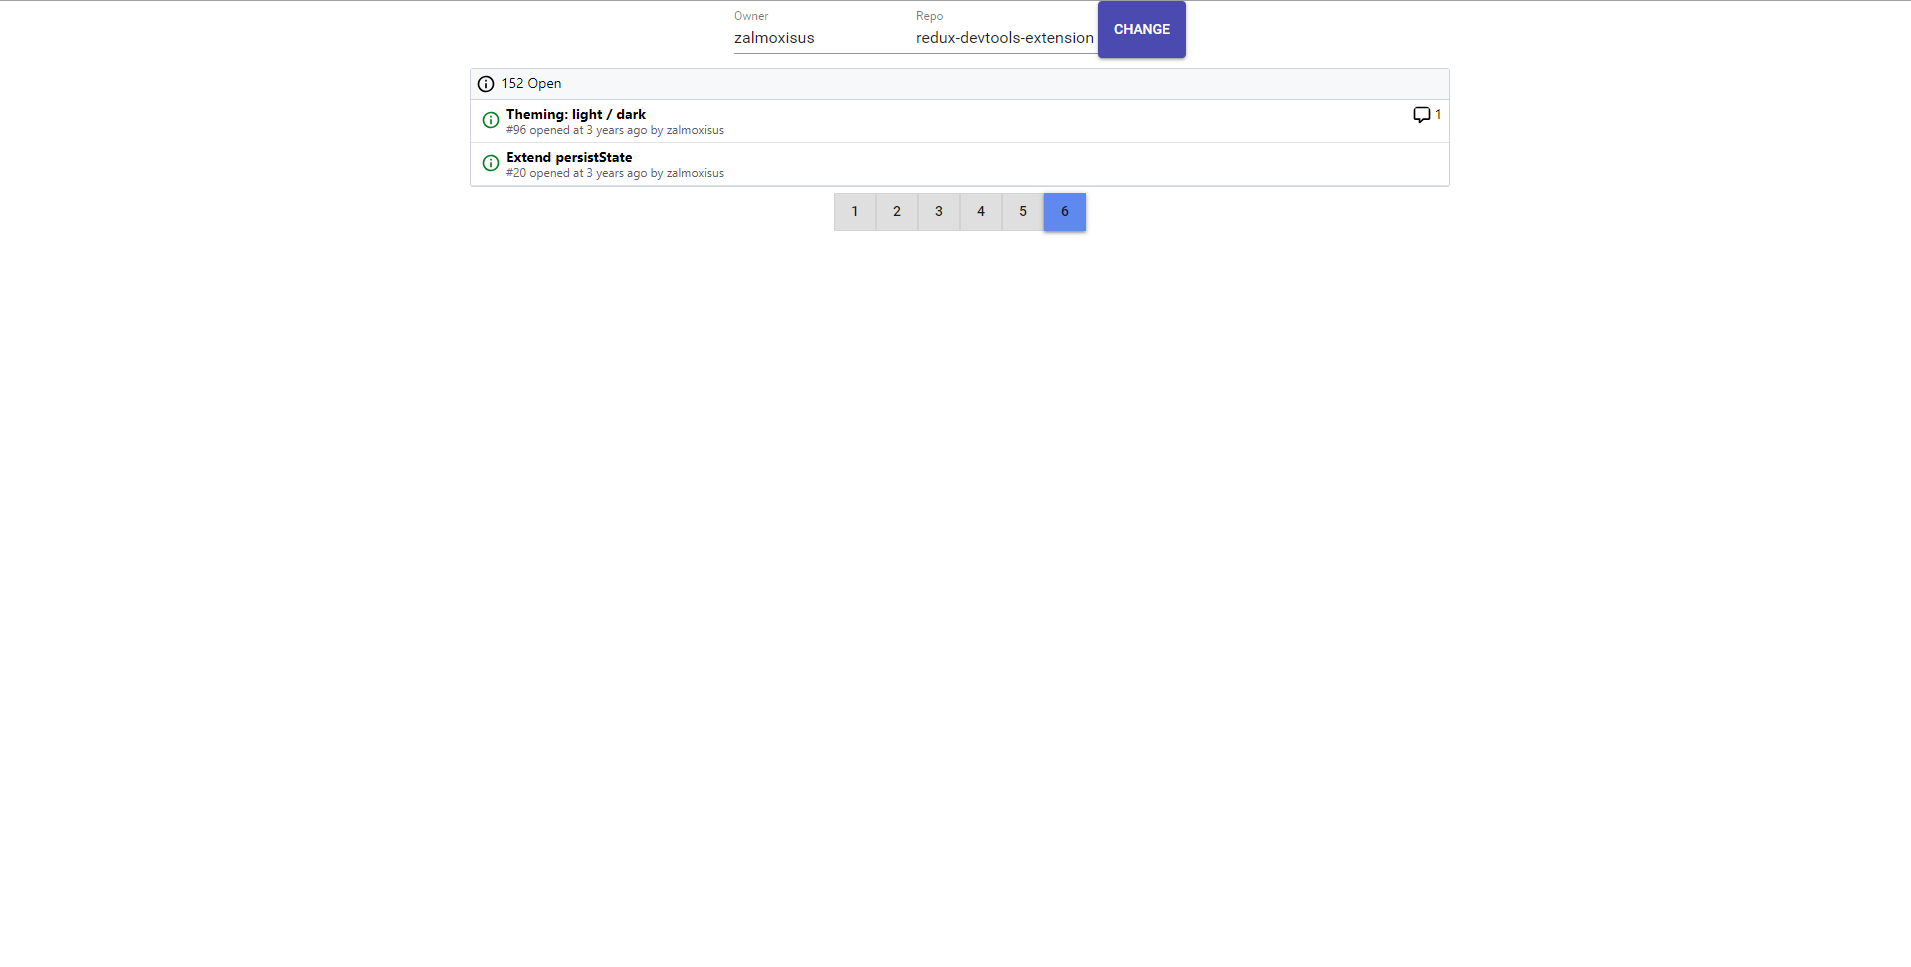 Owner
zalmoxisus
Repo
redux-devtools-extension
CHANGE
152 Open
Theming: light / dark
1
#96 opened at 3 years ago by zalmoxisus
Extend persistState
#20 opened at 3 years ago by zalmoxisus
1 2 3 4 5 6